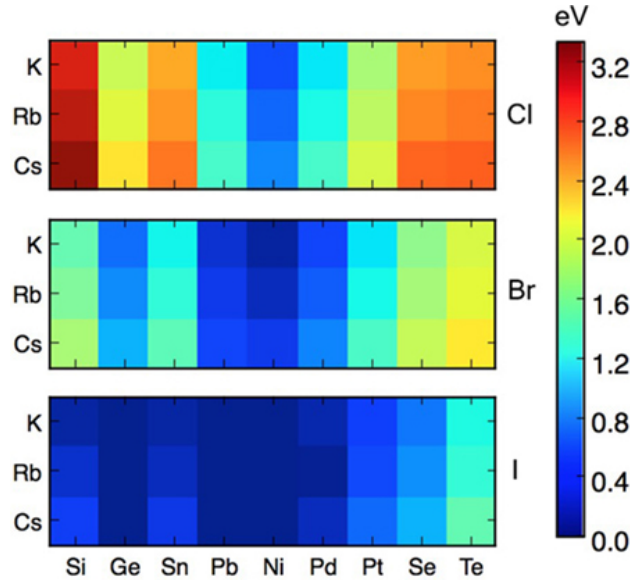 eV
K
Rb
Cs
Cl
K
Rb
Cs
Br
K
Rb
Cs
I
Si Ge Sn Pb Ni Pd Pt Se Te
3.2
2.8
2.4
2.0
1.6
1.2
0.8
0.4
0.0